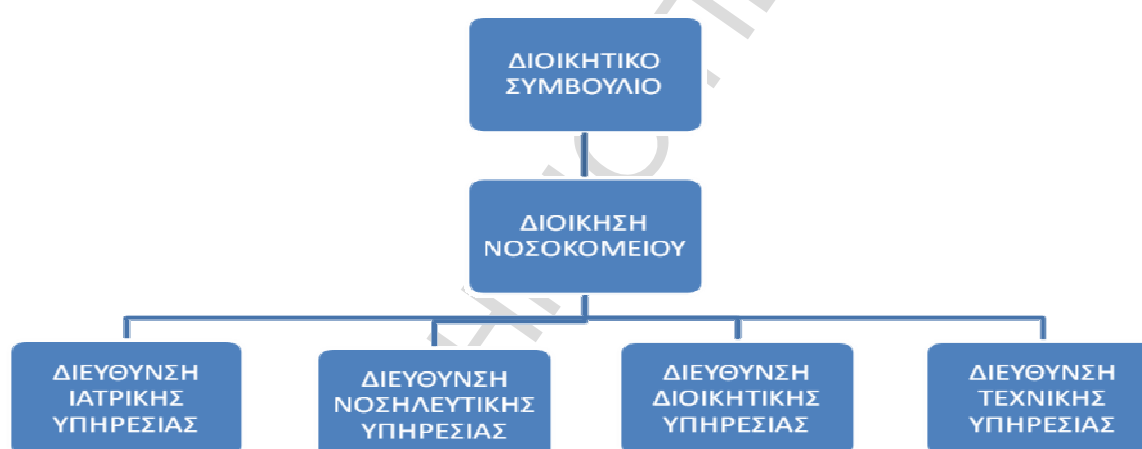 ΔΙΟΙΚΗΤΙΚΟ
ΣΥΜΒΟΥΛΙΟ
ΔΙΟΙΚΗΣΗ
ΝΟΣΟΚΟΜΕΙΟΥ
ΔΙΕΥΘΥΝΣΗ
ΙΑΤΡΙΚΗΣ
ΥΠΗΡΕΣΙΑΣ
ΔΙΕΥΘΥΝΣΗ
ΝΟΣΗΛΕΥΤΙΚΗΣ
ΥΠΗΡΕΣΙΑΣ
ΔΙΕΥΘΥΝΣΗ
ΔΙΟΙΚΗΤΙΚΗΣ
ΥΠΗΡΕΣΙΑΣ
ΔΙΕΥΘΥΝΣΗ
ΤΕΧΝΙΚΗΣ
ΥΠΗΡΕΣΙΑΣ